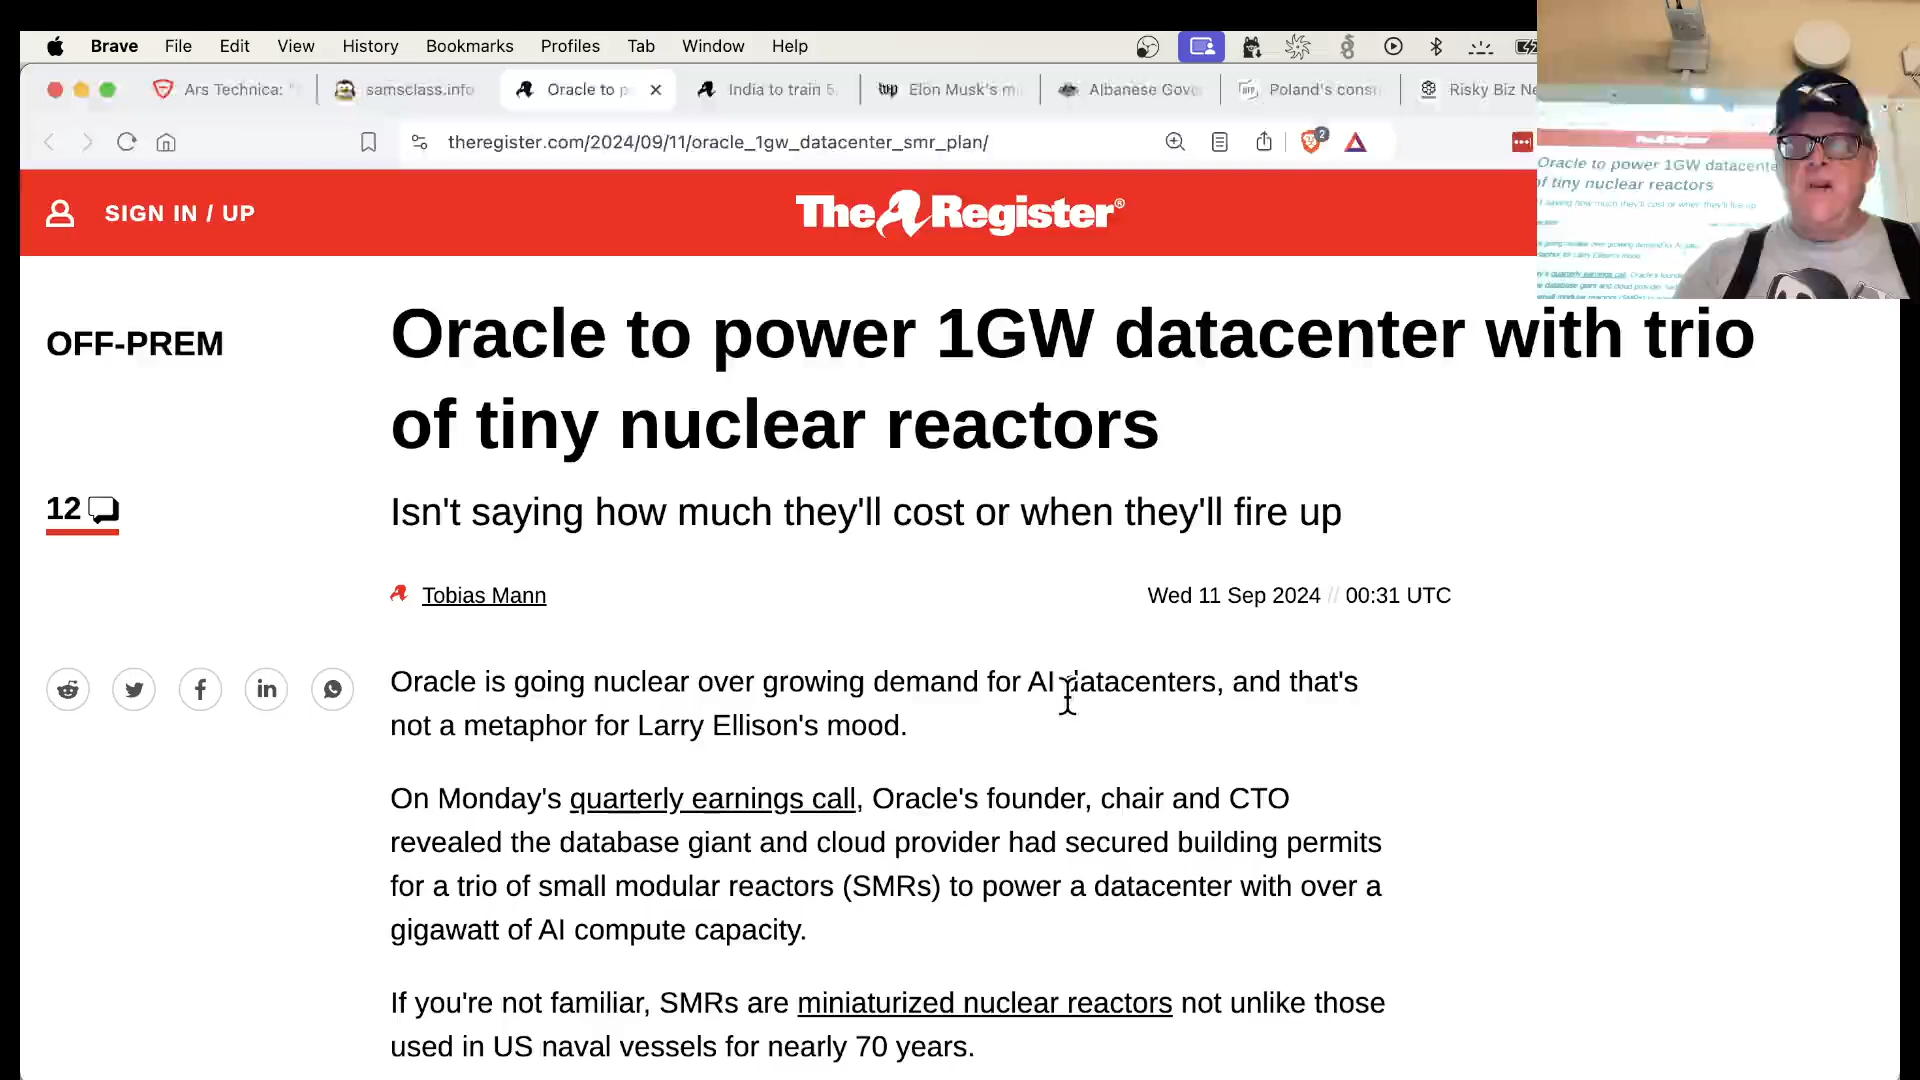 Brave File Edit View History Bookmarks Profiles Tab Window Help
Ars Technica: "
samsclass.info
Oracle to p
India to train 5
Elon Musk's m
Albanese Gove
Poland's cons
Risky Biz Ne
theregister.com/2024/09/11/oracle_1gw_datacenter_smr_plan/
2
SIGN IN / UP
The Register®
OFF-PREM
Oracle to power 1GW datacenter with trio
of tiny nuclear reactors
12
Isn't saying how much they'll cost or when they'll fire up
Tobias Mann
Wed 11 Sep 2024 // 00:31 UTC
Oracle is going nuclear over growing demand for AI datacenters, and that's
not a metaphor for Larry Ellison's mood.
On Monday's quarterly earnings call, Oracle's founder, chair and CTO
revealed the database giant and cloud provider had secured building permits
for a trio of small modular reactors (SMRs) to power a datacenter with over a
gigawatt of AI compute capacity.
If you're not familiar, SMRs are miniaturized nuclear reactors not unlike those
used in US naval vessels for nearly 70 years.
The Register
Oracle to power 1GW datacente
of tiny nuclear reactors